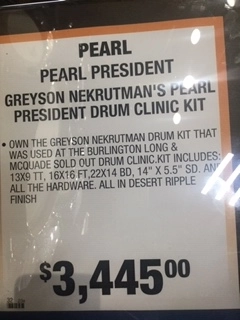 PEARL
PEARL PRESIDENT
GREYSON NEKRUTMAN'S PEARL
PRESIDENT DRUM CLINIC KIT
• OWN THE GREYSON NEKRUTMAN DRUM KIT THAT
WAS USED AT THE BURLINGTON LONG &
MCQUADE SOLD OUT DRUM CLINIC.KIT INCLUDES:
13X9 TT, 16X16 FT,22X14 BD, 14" X 5.5" SD. AN
ALL THE HARDWARE. ALL IN DESERT RIPPLE
FINISH
$3,445.00